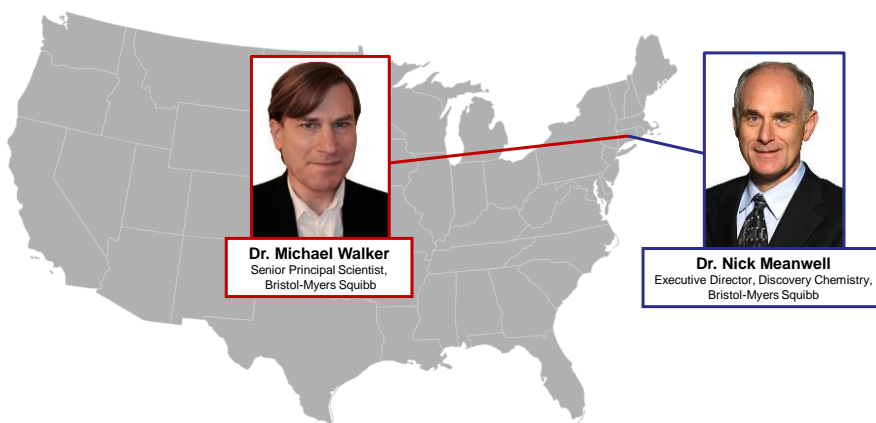 Dr. Michael Walker
Senior Principal Scientist,
Bristol-Myers Squibb
Dr. Nick Meanwell
Executive Director, Discovery Chemistry,
Bristol-Myers Squibb